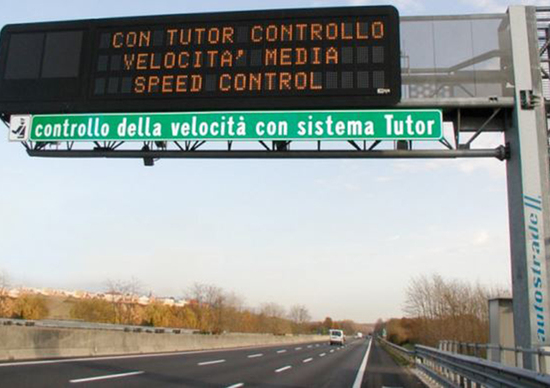 CON TUTOR CONTROLLO
VELOCITA' MEDIA
SPEED CONTROL
controllo della velocità con sistema Tutor
autostrade